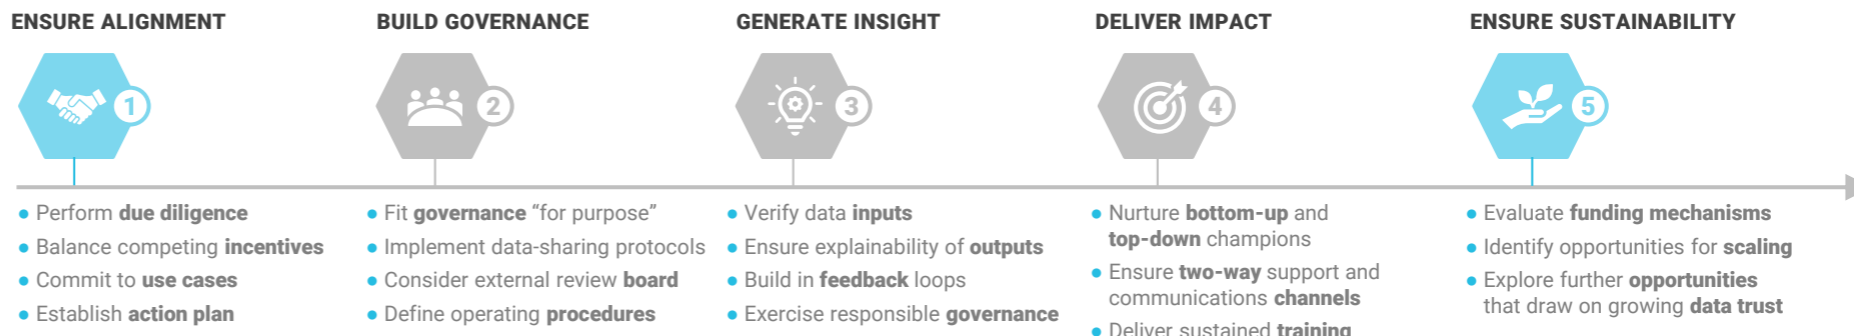 ENSURE ALIGNMENT
1
• Perform due diligence
• Balance competing incentives
• Commit to use cases
• Establish action plan
BUILD GOVERNANCE
2
• Fit governance “for purpose”
• Implement data-sharing protocols
• Consider external review board
• Define operating procedures
GENERATE INSIGHT
3
• Verify data inputs
• Ensure explainability of outputs
• Build in feedback loops
• Exercise responsible governance
DELIVER IMPACT
4
• Nurture bottom-up and
top-down champions
• Ensure two-way support and
communications channels
• Deliver sustained training
ENSURE SUSTAINABILITY
5
• Evaluate funding mechanisms
• Identify opportunities for scaling
• Explore further opportunities
that draw on growing data trust